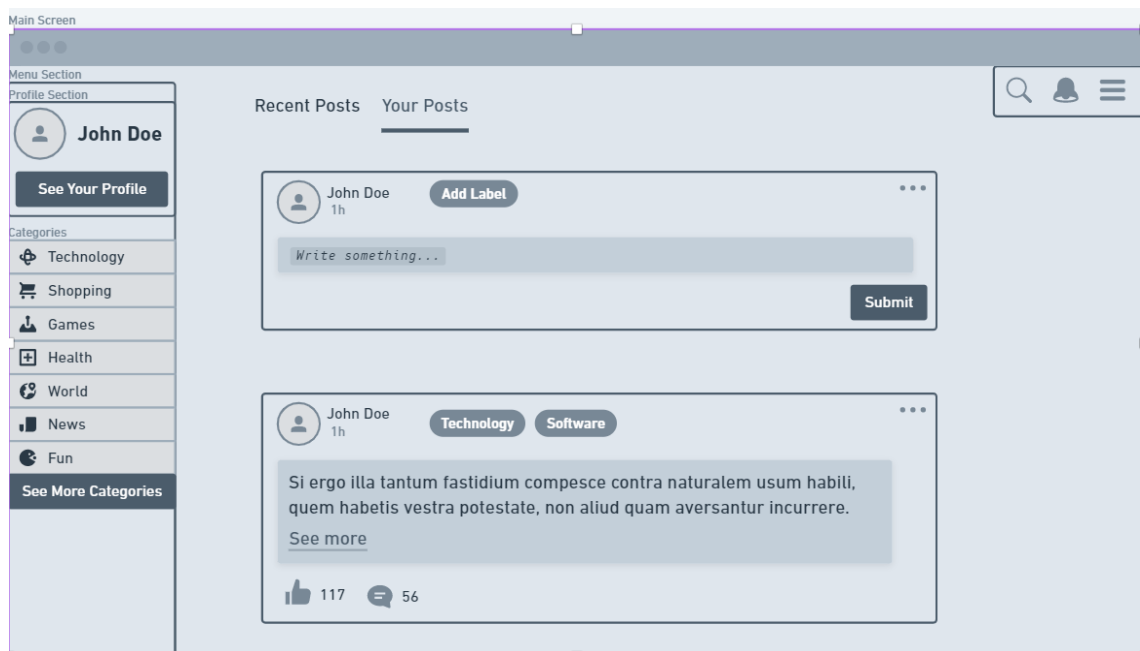 Main Screen
Menu Section
Profile Section
John Doe
See Your Profile
Categories
Technology
Shopping
Games
Health
World
News
Fun
See More Categories
Recent Posts Your Posts
John Doe Add Label
1h
Write something...
Submit
John Doe Technology Software
1h
Si ergo illa tantum fastidium compesce contra naturalem usum habili,
quem habetis vestra potestate, non aliud quam aversantur incurrere.
See more
117 56